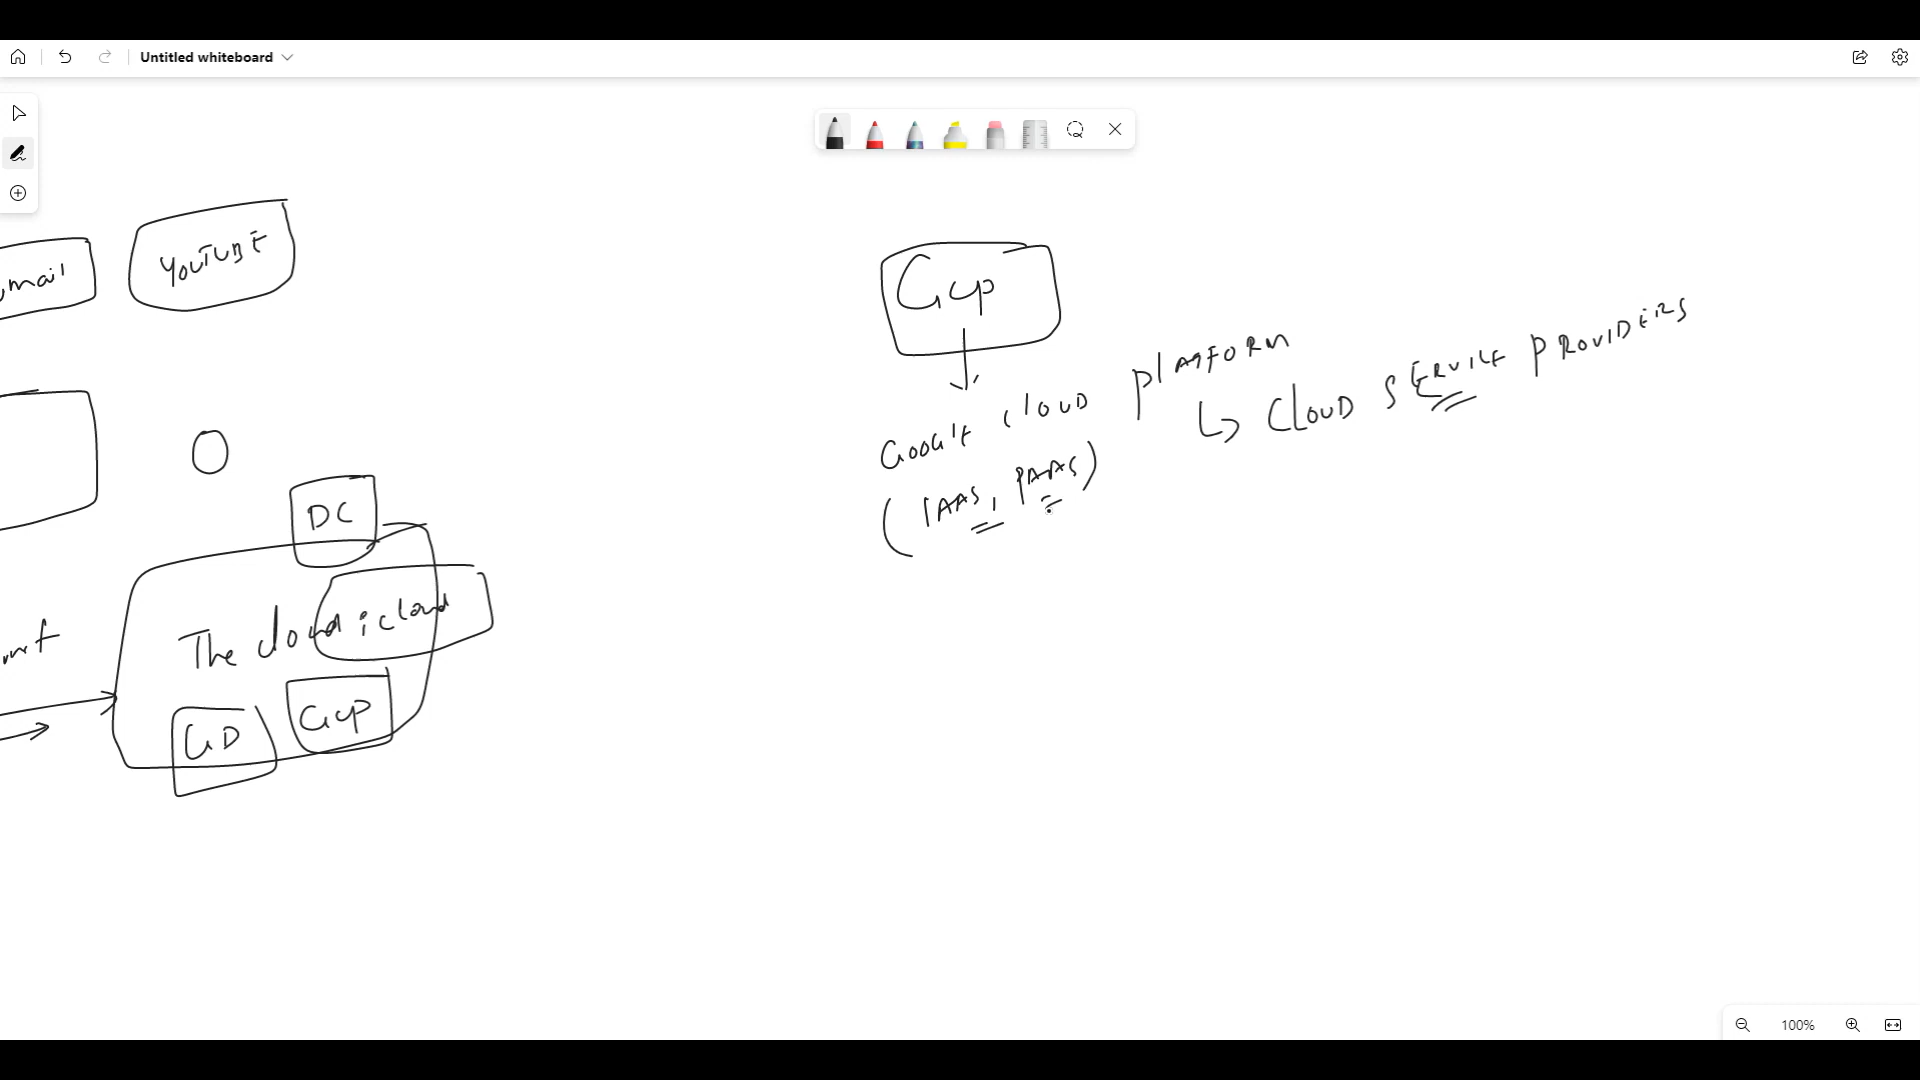 Untitled whiteboard
YOUTUBE
mail
GCP
GOOGLE CLOUD PLATFORM
↳ CLOUD SERVICE PROVIDERS
(IAAS, PAAS)
DC
The cloud icloud
GCP
GD
100%